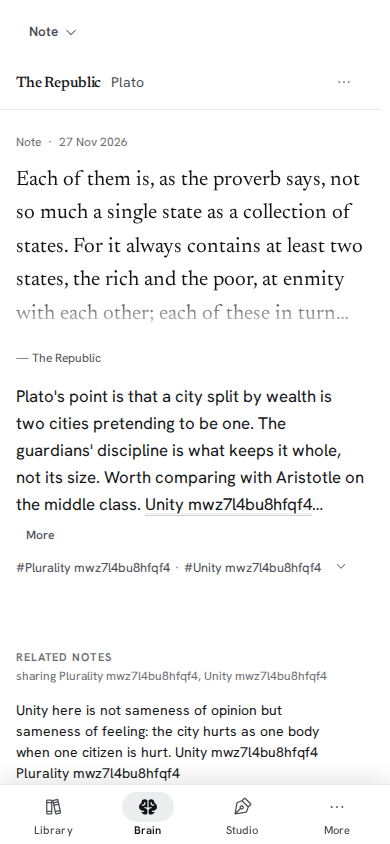 Note
The Republic Plato
Note · 27 Nov 2026
Each of them is, as the proverb says, not
so much a single state as a collection of
states. For it always contains at least two
states, the rich and the poor, at enmity
with each other; each of these in turn…
— The Republic
Plato's point is that a city split by wealth is
two cities pretending to be one. The
guardians' discipline is what keeps it whole,
not its size. Worth comparing with Aristotle on
the middle class. Unity mwz7l4bu8hfqf4…
More
#Plurality mwz7l4bu8hfqf4 · #Unity mwz7l4bu8hfqf4
RELATED NOTES
sharing Plurality mwz7l4bu8hfqf4, Unity mwz7l4bu8hfqf4
Unity here is not sameness of opinion but
sameness of feeling: the city hurts as one body
when one citizen is hurt. Unity mwz7l4bu8hfqf4
Plurality mwz7l4bu8hfqf4
Library Brain Studio More